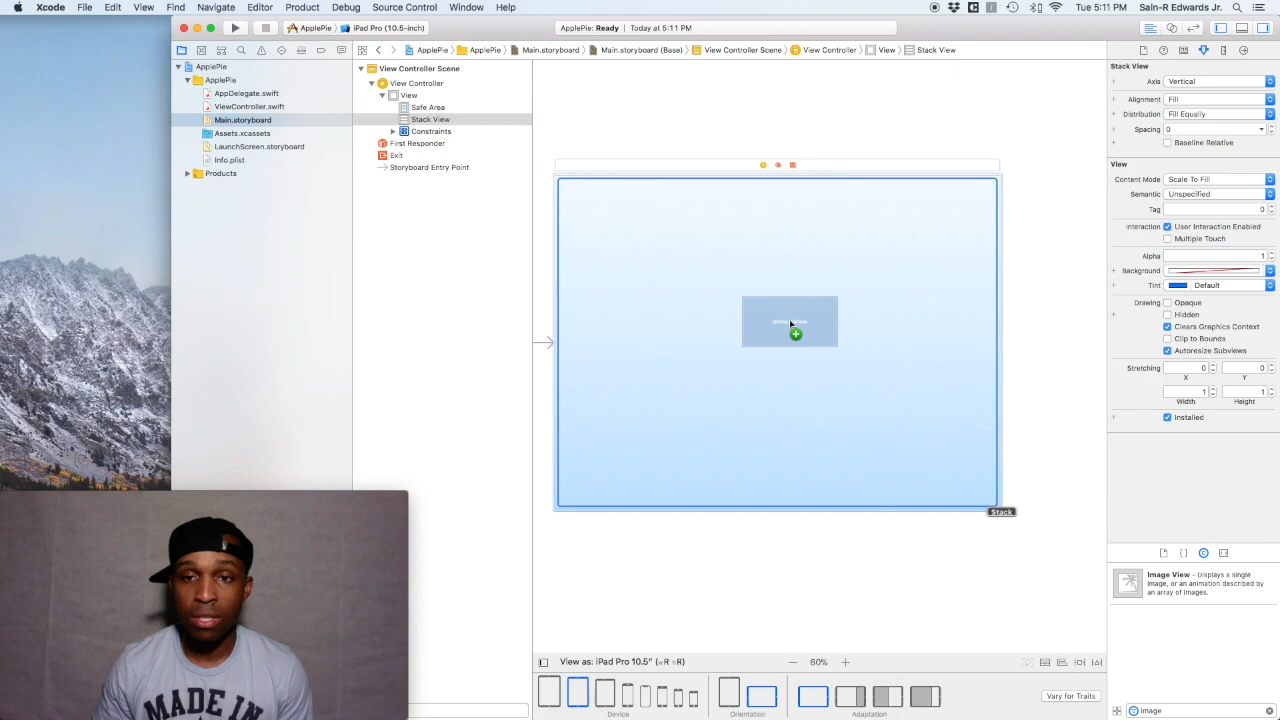 Xcode File Edit View Find Navigate Editor Product Debug Source Control Window Help
Tue 5:11 PM Sain-R Edwards Jr.
ApplePie iPad Pro (10.5-inch)
ApplePie: Ready | Today at 5:11 PM
ApplePie ApplePie Main.storyboard Main.storyboard (Base) View Controller Scene View Controller View Stack View
ApplePie
ApplePie
AppDelegate.swift
ViewController.swift
Main.storyboard
Assets.xcassets
LaunchScreen.storyboard
Info.plist
Products
View Controller Scene
View Controller
View
Safe Area
Stack View
Constraints
First Responder
Exit
Storyboard Entry Point
Stack
View as: iPad Pro 10.5" (wR hR)
60%
Device
Orientation
Adaptation
Vary for Traits
Stack View
Axis Vertical
Alignment Fill
Distribution Fill Equally
Spacing 0
Baseline Relative
View
Content Mode Scale To Fill
Semantic Unspecified
Tag 0
Interaction User Interaction Enabled
Multiple Touch
Alpha 1
Background
Tint Default
Drawing Opaque
Hidden
Clears Graphics Context
Clip to Bounds
Autoresize Subviews
Stretching 0 0
X Y
1 1
Width Height
Installed
Image View - Displays a single
image, or an animation described by
an array of images.
image
MADE IN